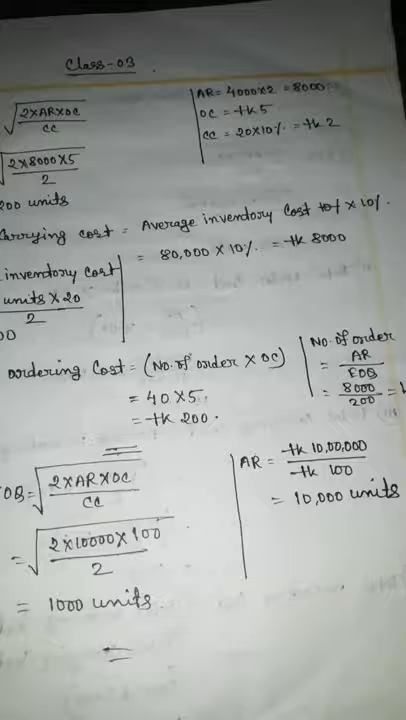 Class-03
√2×AR×OC
CC
√2×8000×5
2
200 units
AR = 4000×2 = 8000
OC = tk 5
CC = 20×10% = tk 2
Carrying cost = Average inventory Cost × 10%.
= 80,000 × 10% = tk 8000
inventory cost
units × 20
2
ordering Cost = (No. of order × OC)
= 40 × 5
= tk 200.
No. of order
= AR
EOQ
= 8000
200
=
OQ = √2×AR×OC
CC
= √2×10000×100
2
= 1000 units.
AR = tk 10,00,000
tk 100
= 10,000 units